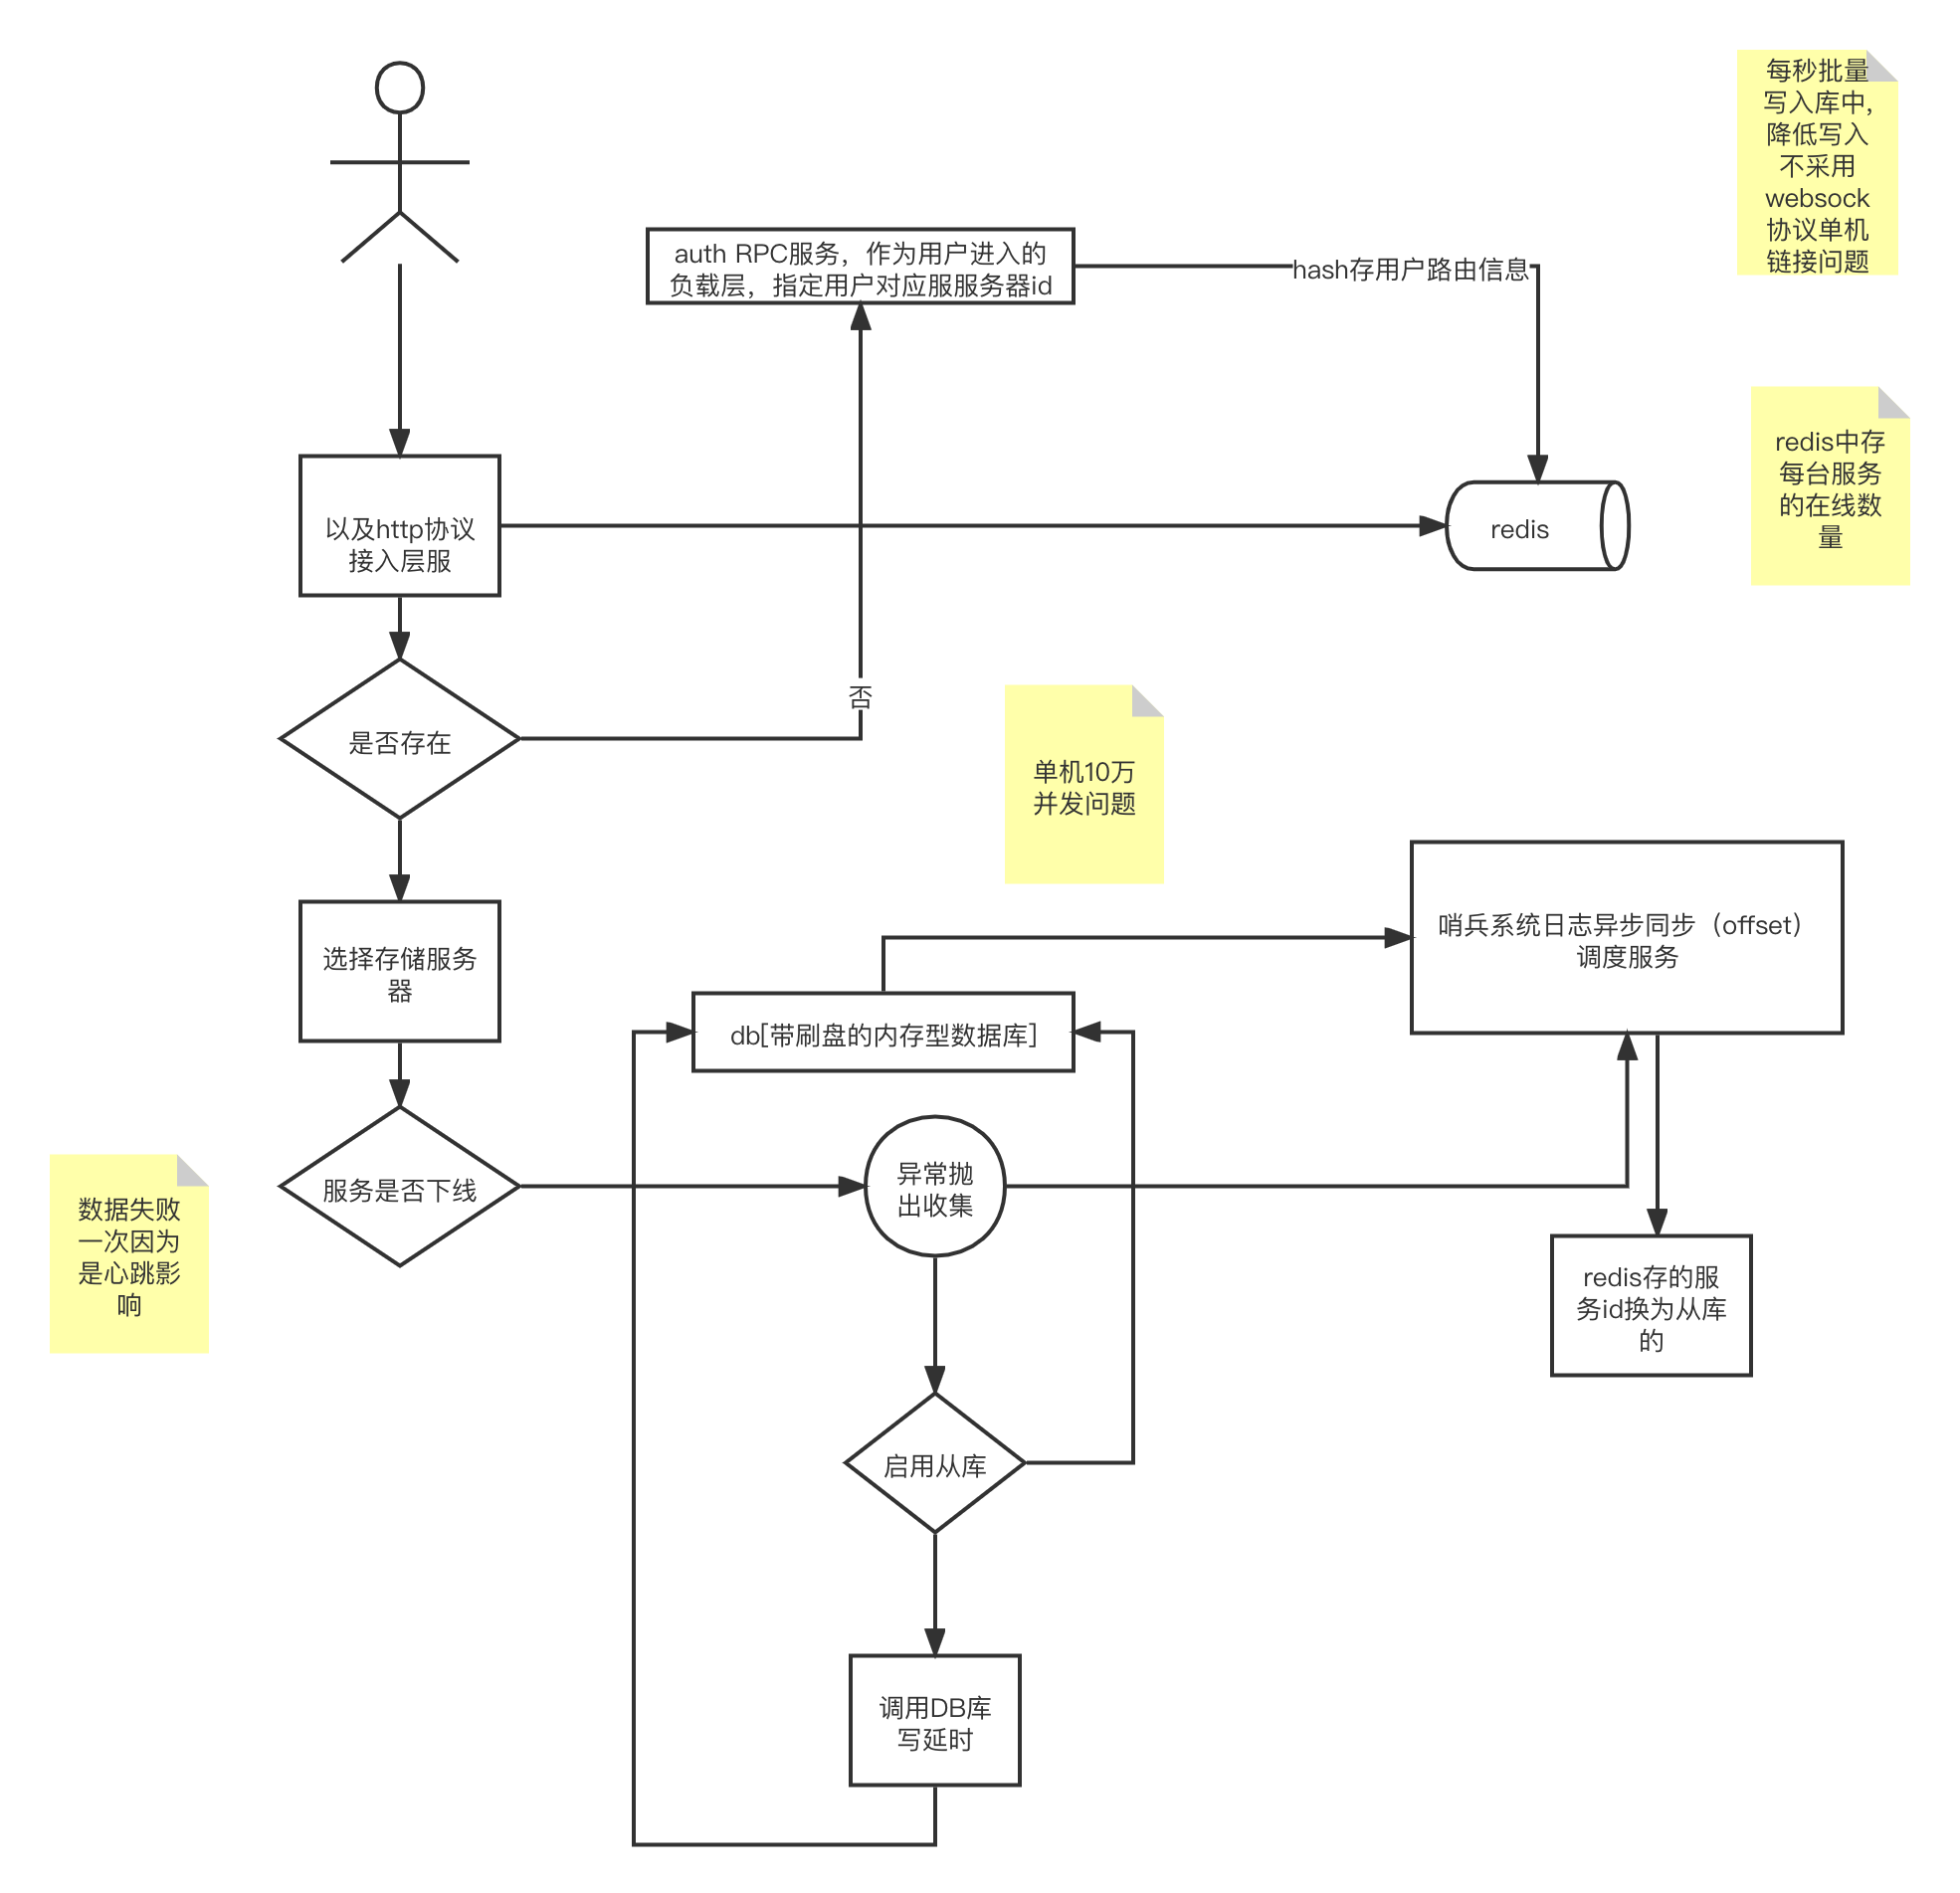 每秒批量
写入库中，
降低写入
不采用
websock
协议单机
链接问题
auth RPC服务，作为用户进入的
负载层，指定用户对应服服务器id
hash存用户路由信息
redis中存
每台服务
的在线数
量
以及http协议
接入层服
redis
否
是否存在
单机10万
并发问题
选择存储服务
器
哨兵系统日志异步同步（offset）
调度服务
db[带刷盘的内存型数据库]
服务是否下线
异常抛
出收集
数据失败
一次因为
是心跳影
响
redis存的服
务id换为从库
的
启用从库
调用DB库
写延时